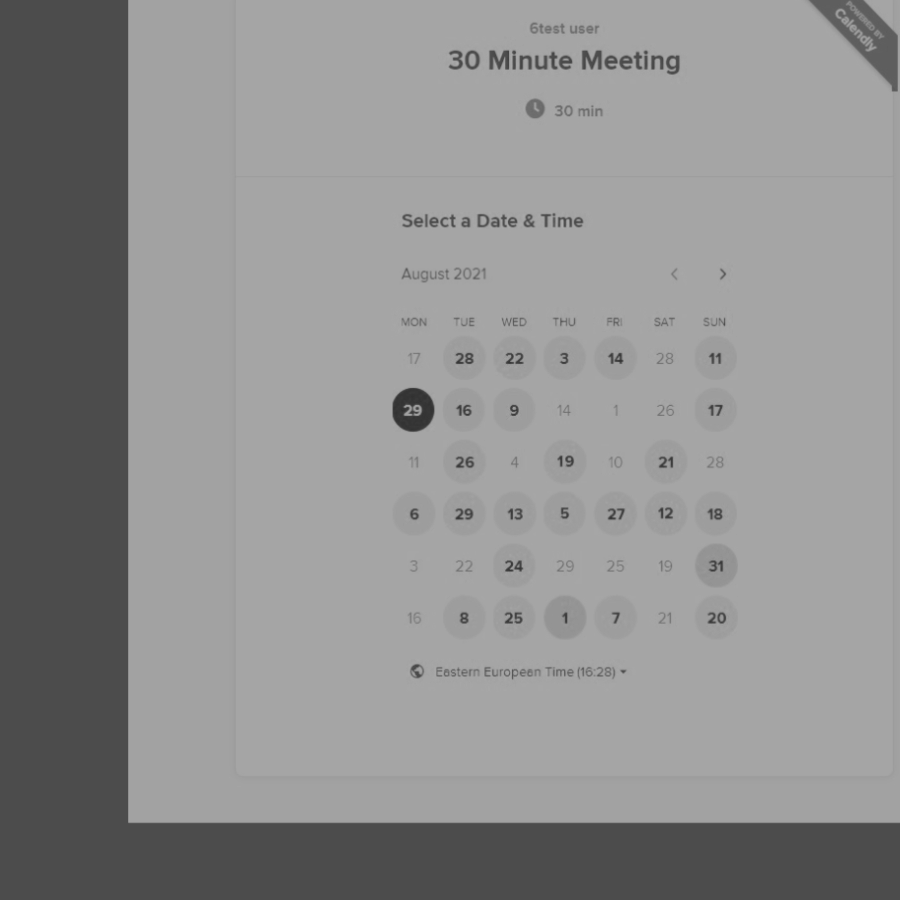 6test user
POWERED BY
Calendly
30 Minute Meeting
30 min
Select a Date & Time
August 2021
MON TUE WED THU FRI SAT SUN
17 28 22 3 14 28 11
29 16 9 14 1 26 17
11 26 4 19 10 21 28
6 29 13 5 27 12 18
3 22 24 29 25 19 31
16 8 25 1 7 21 20
Eastern European Time (16:28)